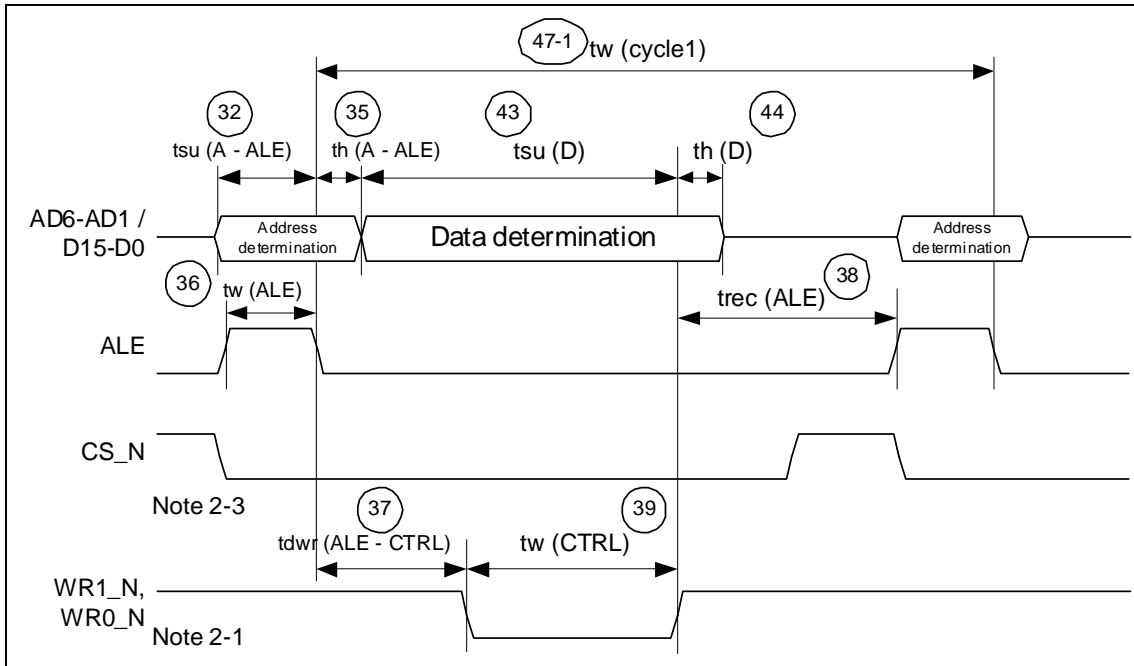 47-1
tw (cycle1)
32
35
43
44
tsu (A - ALE)
th (A - ALE)
tsu (D)
th (D)
AD6-AD1 /
D15-D0
Address
determination
Data determination
Address
determination
36
tw (ALE)
trec (ALE)
38
ALE
CS_N
Note 2-3
37
39
tdwr (ALE - CTRL)
tw (CTRL)
WR1_N,
WR0_N
Note 2-1